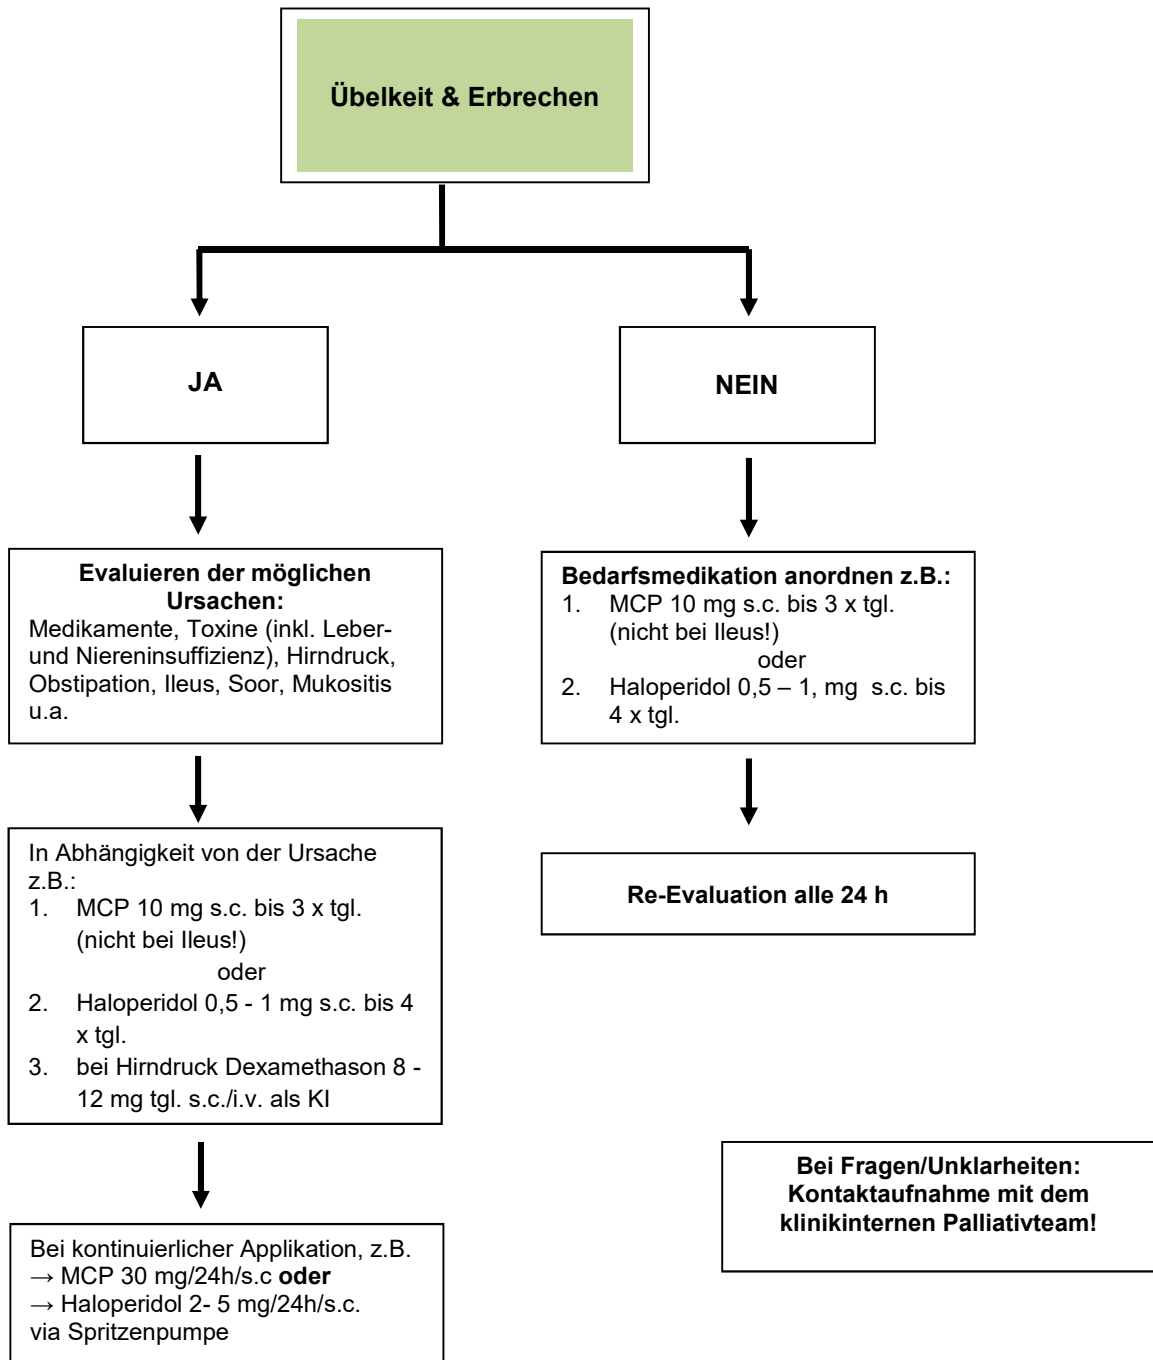 Übelkeit & Erbrechen
JA
NEIN
Evaluieren der möglichen
Ursachen:
Medikamente, Toxine (inkl. Leber-
und Niereninsuffizienz), Hirndruck,
Obstipation, Ileus, Soor, Mukositis
u.a.
Bedarfsmedikation anordnen z.B.:
1. MCP 10 mg s.c. bis 3 x tgl.
(nicht bei Ileus!)
oder
2. Haloperidol 0,5 – 1, mg s.c. bis
4 x tgl.
In Abhängigkeit von der Ursache
z.B.:
1. MCP 10 mg s.c. bis 3 x tgl.
(nicht bei Ileus!)
oder
2. Haloperidol 0,5 - 1 mg s.c. bis 4
x tgl.
3. bei Hirndruck Dexamethason 8 -
12 mg tgl. s.c./i.v. als KI
Re-Evaluation alle 24 h
Bei kontinuierlicher Applikation, z.B.
→ MCP 30 mg/24h/s.c oder
→ Haloperidol 2- 5 mg/24h/s.c.
via Spritzenpumpe
Bei Fragen/Unklarheiten:
Kontaktaufnahme mit dem
klinikinternen Palliativteam!